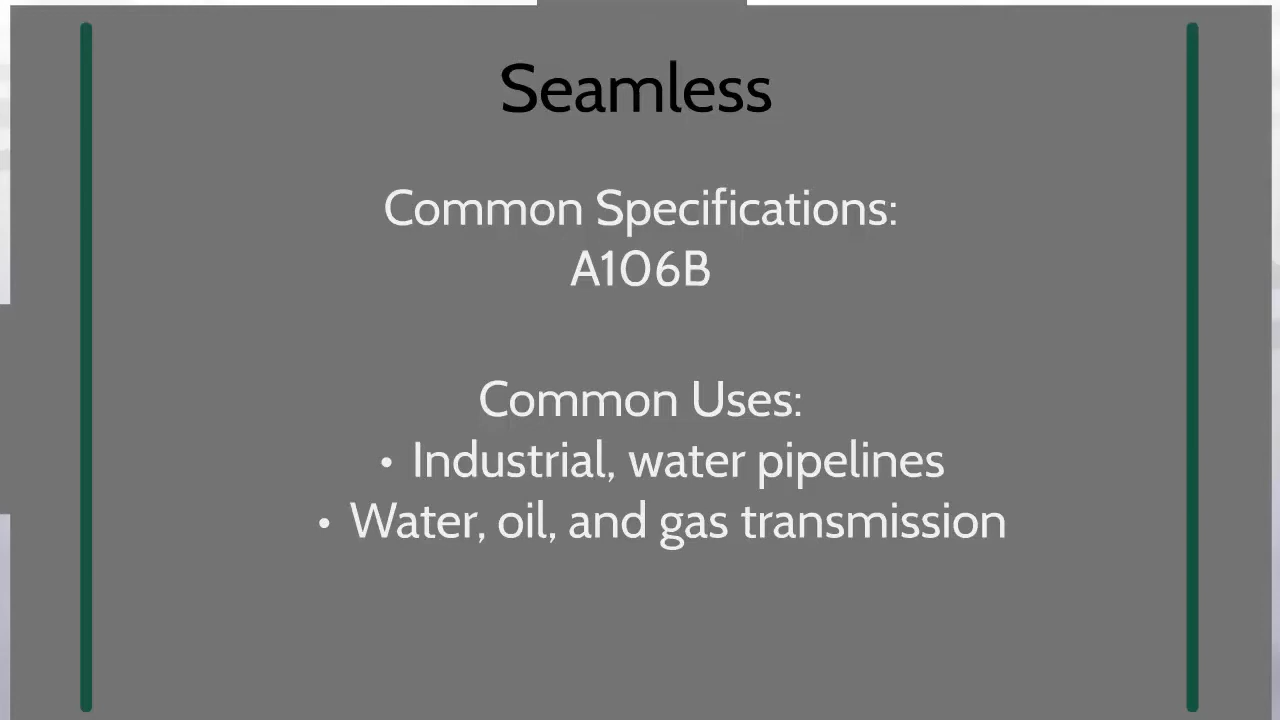 Seamless
Common Specifications:
A106B
Common Uses:
• Industrial, water pipelines
• Water, oil, and gas transmission